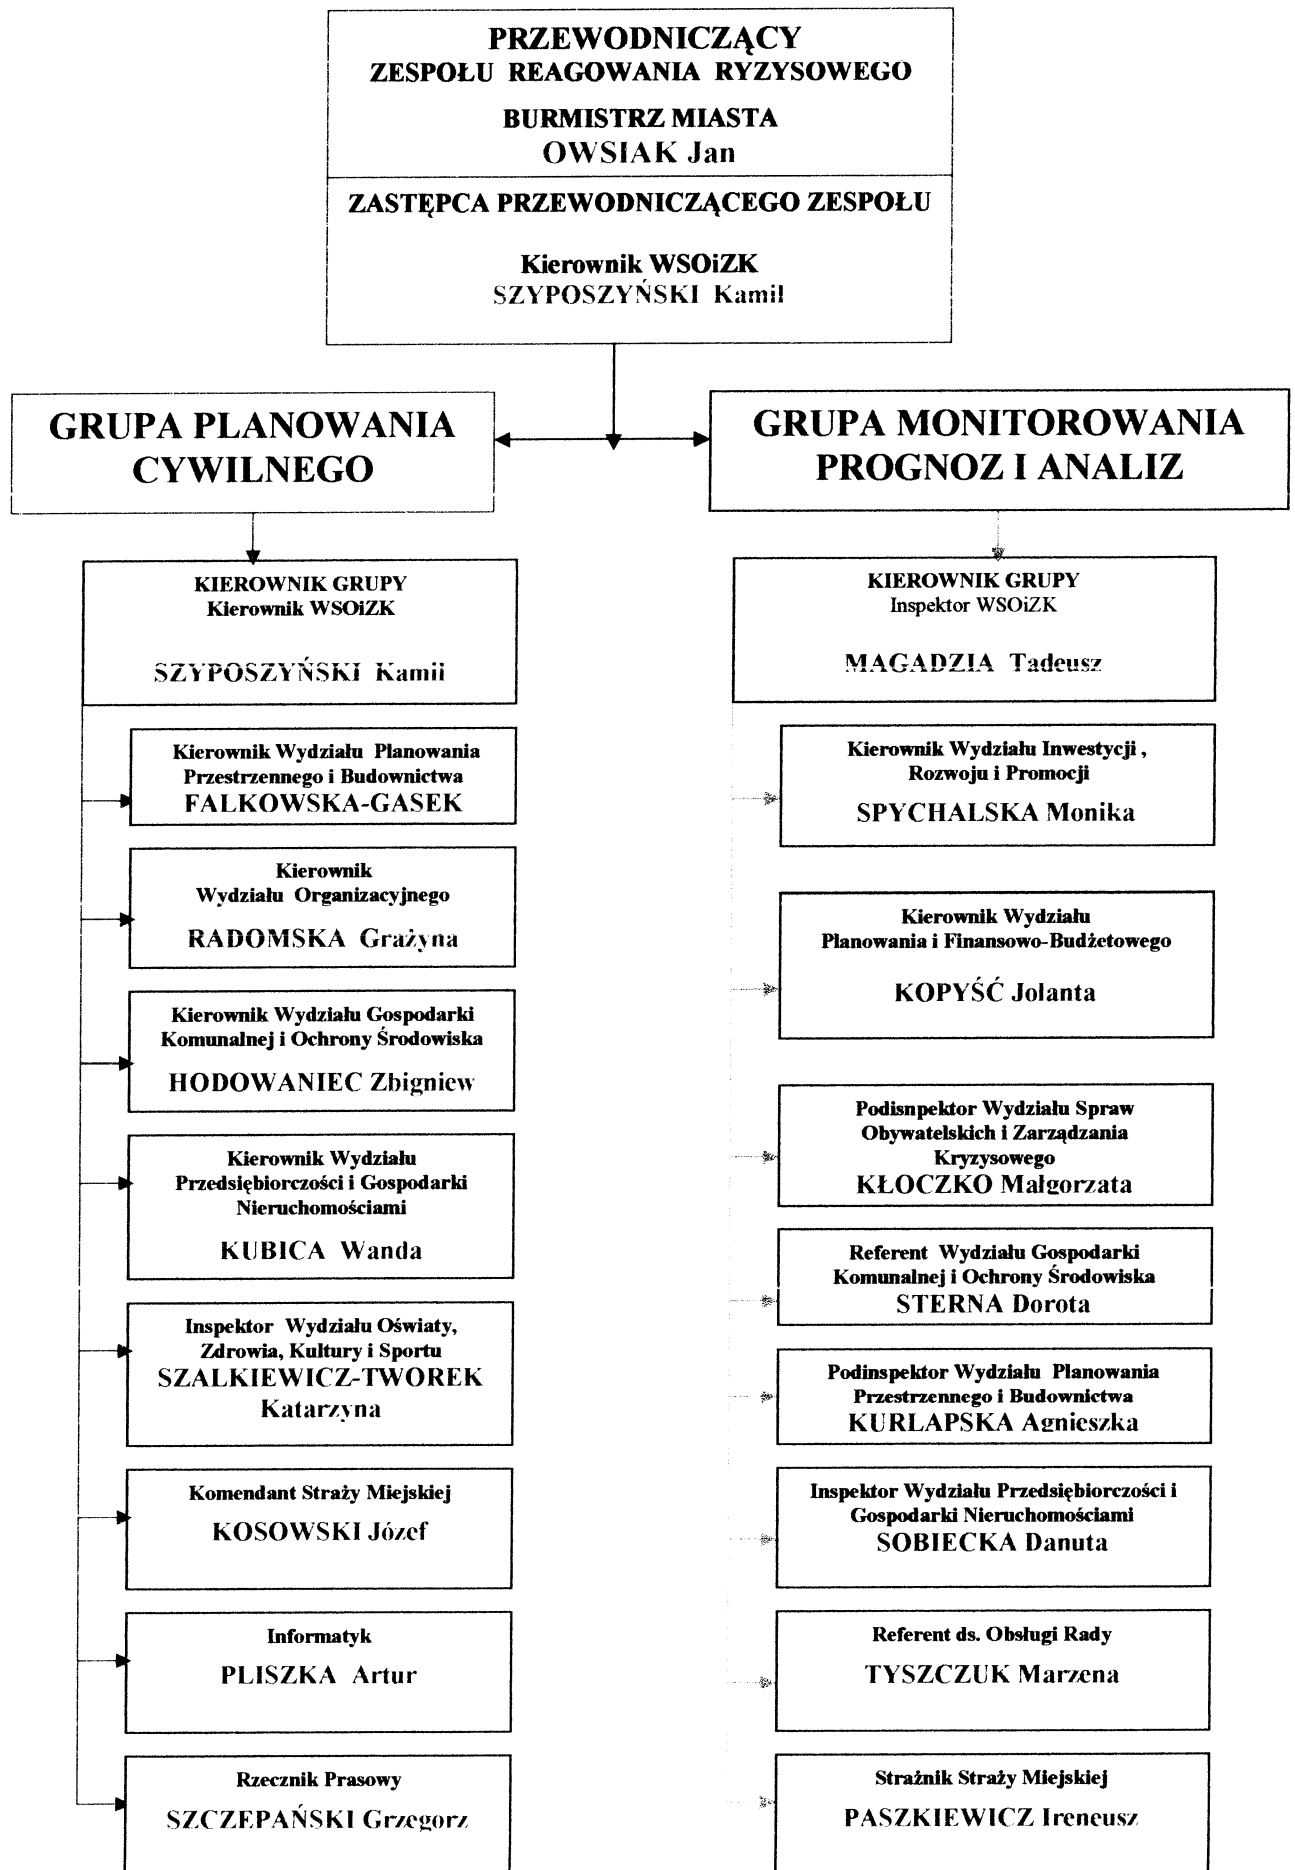 PRZEWODNICZĄCY
ZESPOŁU REAGOWANIA RYZYSOWEGO
BURMISTRZ MIASTA
OWSIAK Jan
ZASTĘPCA PRZEWODNICZĄCEGO ZESPOŁU
Kierownik WSOiZK
SZYPOSZYŃSKI Kamil
GRUPA PLANOWANIA
CYWILNEGO
KIEROWNIK GRUPY
Kierownik WSOiZK
SZYPOSZYŃSKI Kamil
Kierownik Wydziału Planowania
Przestrzennego i Budownictwa
FALKOWSKA-GASEK
Kierownik
Wydziału Organizacyjnego
RADOMSKA Grażyna
Kierownik Wydziału Gospodarki
Komunalnej i Ochrony Środowiska
HODOWANIEC Zbigniew
Kierownik Wydziału
Przedsiębiorczości i Gospodarki
Nieruchomościami
KUBICA Wanda
Inspektor Wydziału Oświaty,
Zdrowia, Kultury i Sportu
SZALKIEWICZ-TWOREK
Katarzyna
Komendant Straży Miejskiej
KOSOWSKI Józef
Informatyk
PLISZKA Artur
Rzecznik Prasowy
SZCZEPAŃSKI Grzegorz
GRUPA MONITOROWANIA
PROGNOZ I ANALIZ
KIEROWNIK GRUPY
Inspektor WSOiZK
MAGADZIA Tadeusz
Kierownik Wydziału Inwestycji ,
Rozwoju i Promocji
SPYCHALSKA Monika
Kierownik Wydziału
Planowania i Finansowo-Budżetowego
KOPYŚĆ Jolanta
Podisnpektor Wydziału Spraw
Obywatelskich i Zarządzania
Kryzysowego
KŁOCZKO Małgorzata
Referent Wydziału Gospodarki
Komunalnej i Ochrony Środowiska
STERNA Dorota
Podinspektor Wydziału Planowania
Przestrzennego i Budownictwa
KURLAPSKA Agnieszka
Inspektor Wydziału Przedsiębiorczości i
Gospodarki Nieruchomościami
SOBIECKA Danuta
Referent ds. Obsługi Rady
TYSZCZUK Marzena
Strażnik Straży Miejskiej
PASZKIEWICZ Ireneusz